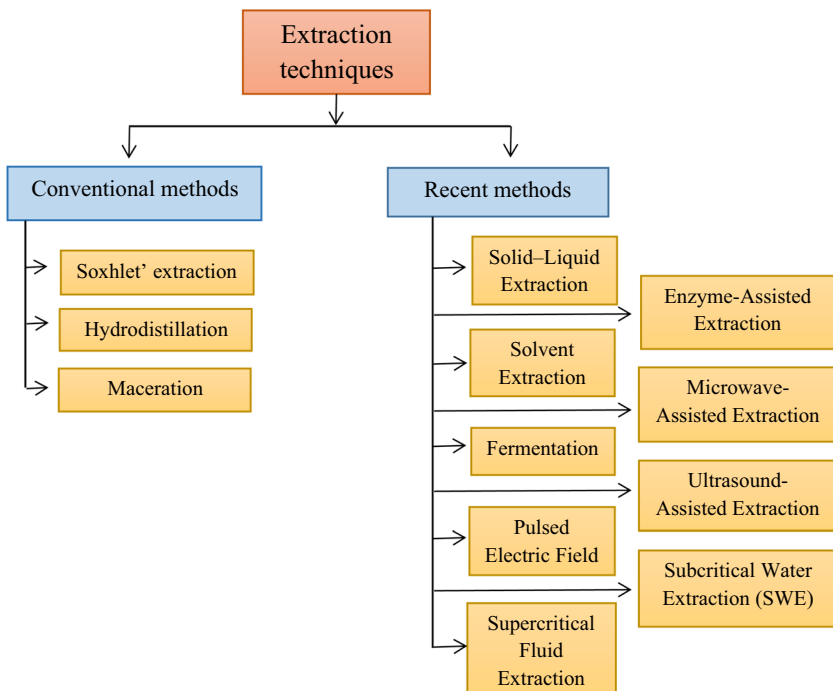 Extraction
techniques
Conventional methods
Soxhlet’ extraction
Hydrodistillation
Maceration
Recent methods
Solid–Liquid
Extraction
Enzyme-Assisted
Extraction
Solvent
Extraction
Microwave-
Assisted Extraction
Fermentation
Ultrasound-
Assisted Extraction
Pulsed
Electric Field
Subcritical Water
Extraction (SWE)
Supercritical
Fluid
Extraction